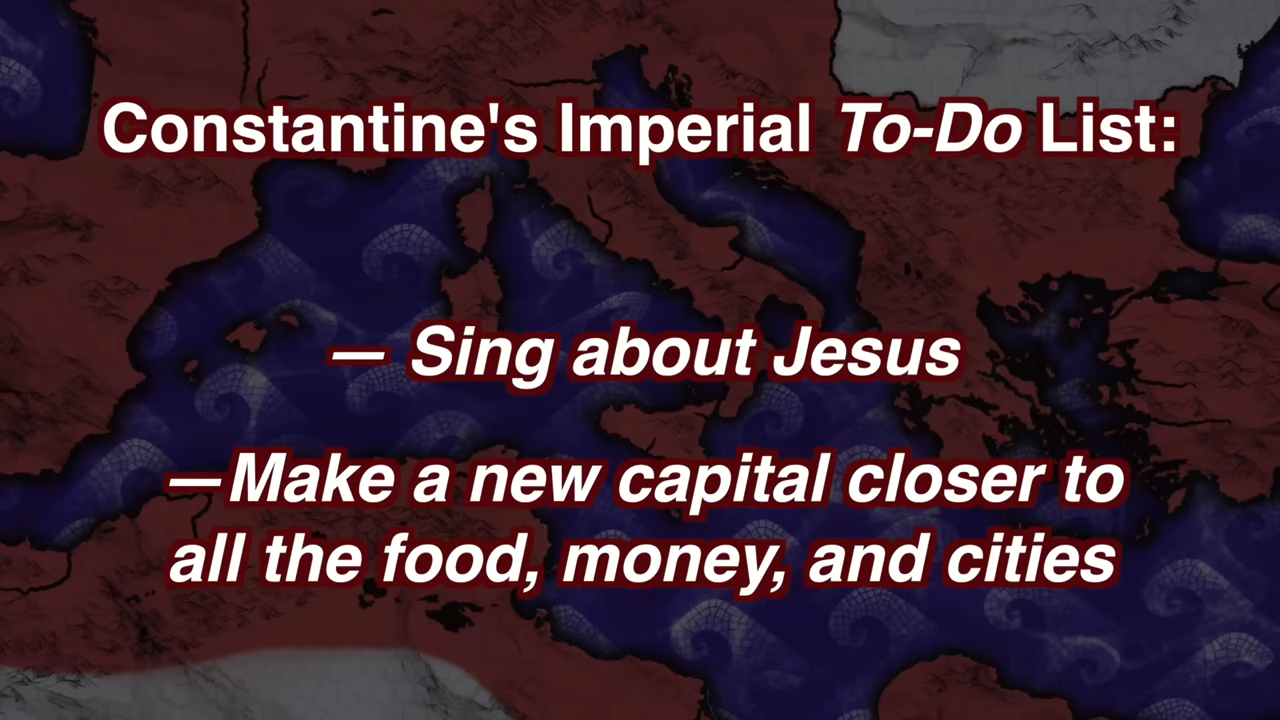 Constantine's Imperial To-Do List:
— Sing about Jesus
—Make a new capital closer to
all the food, money, and cities